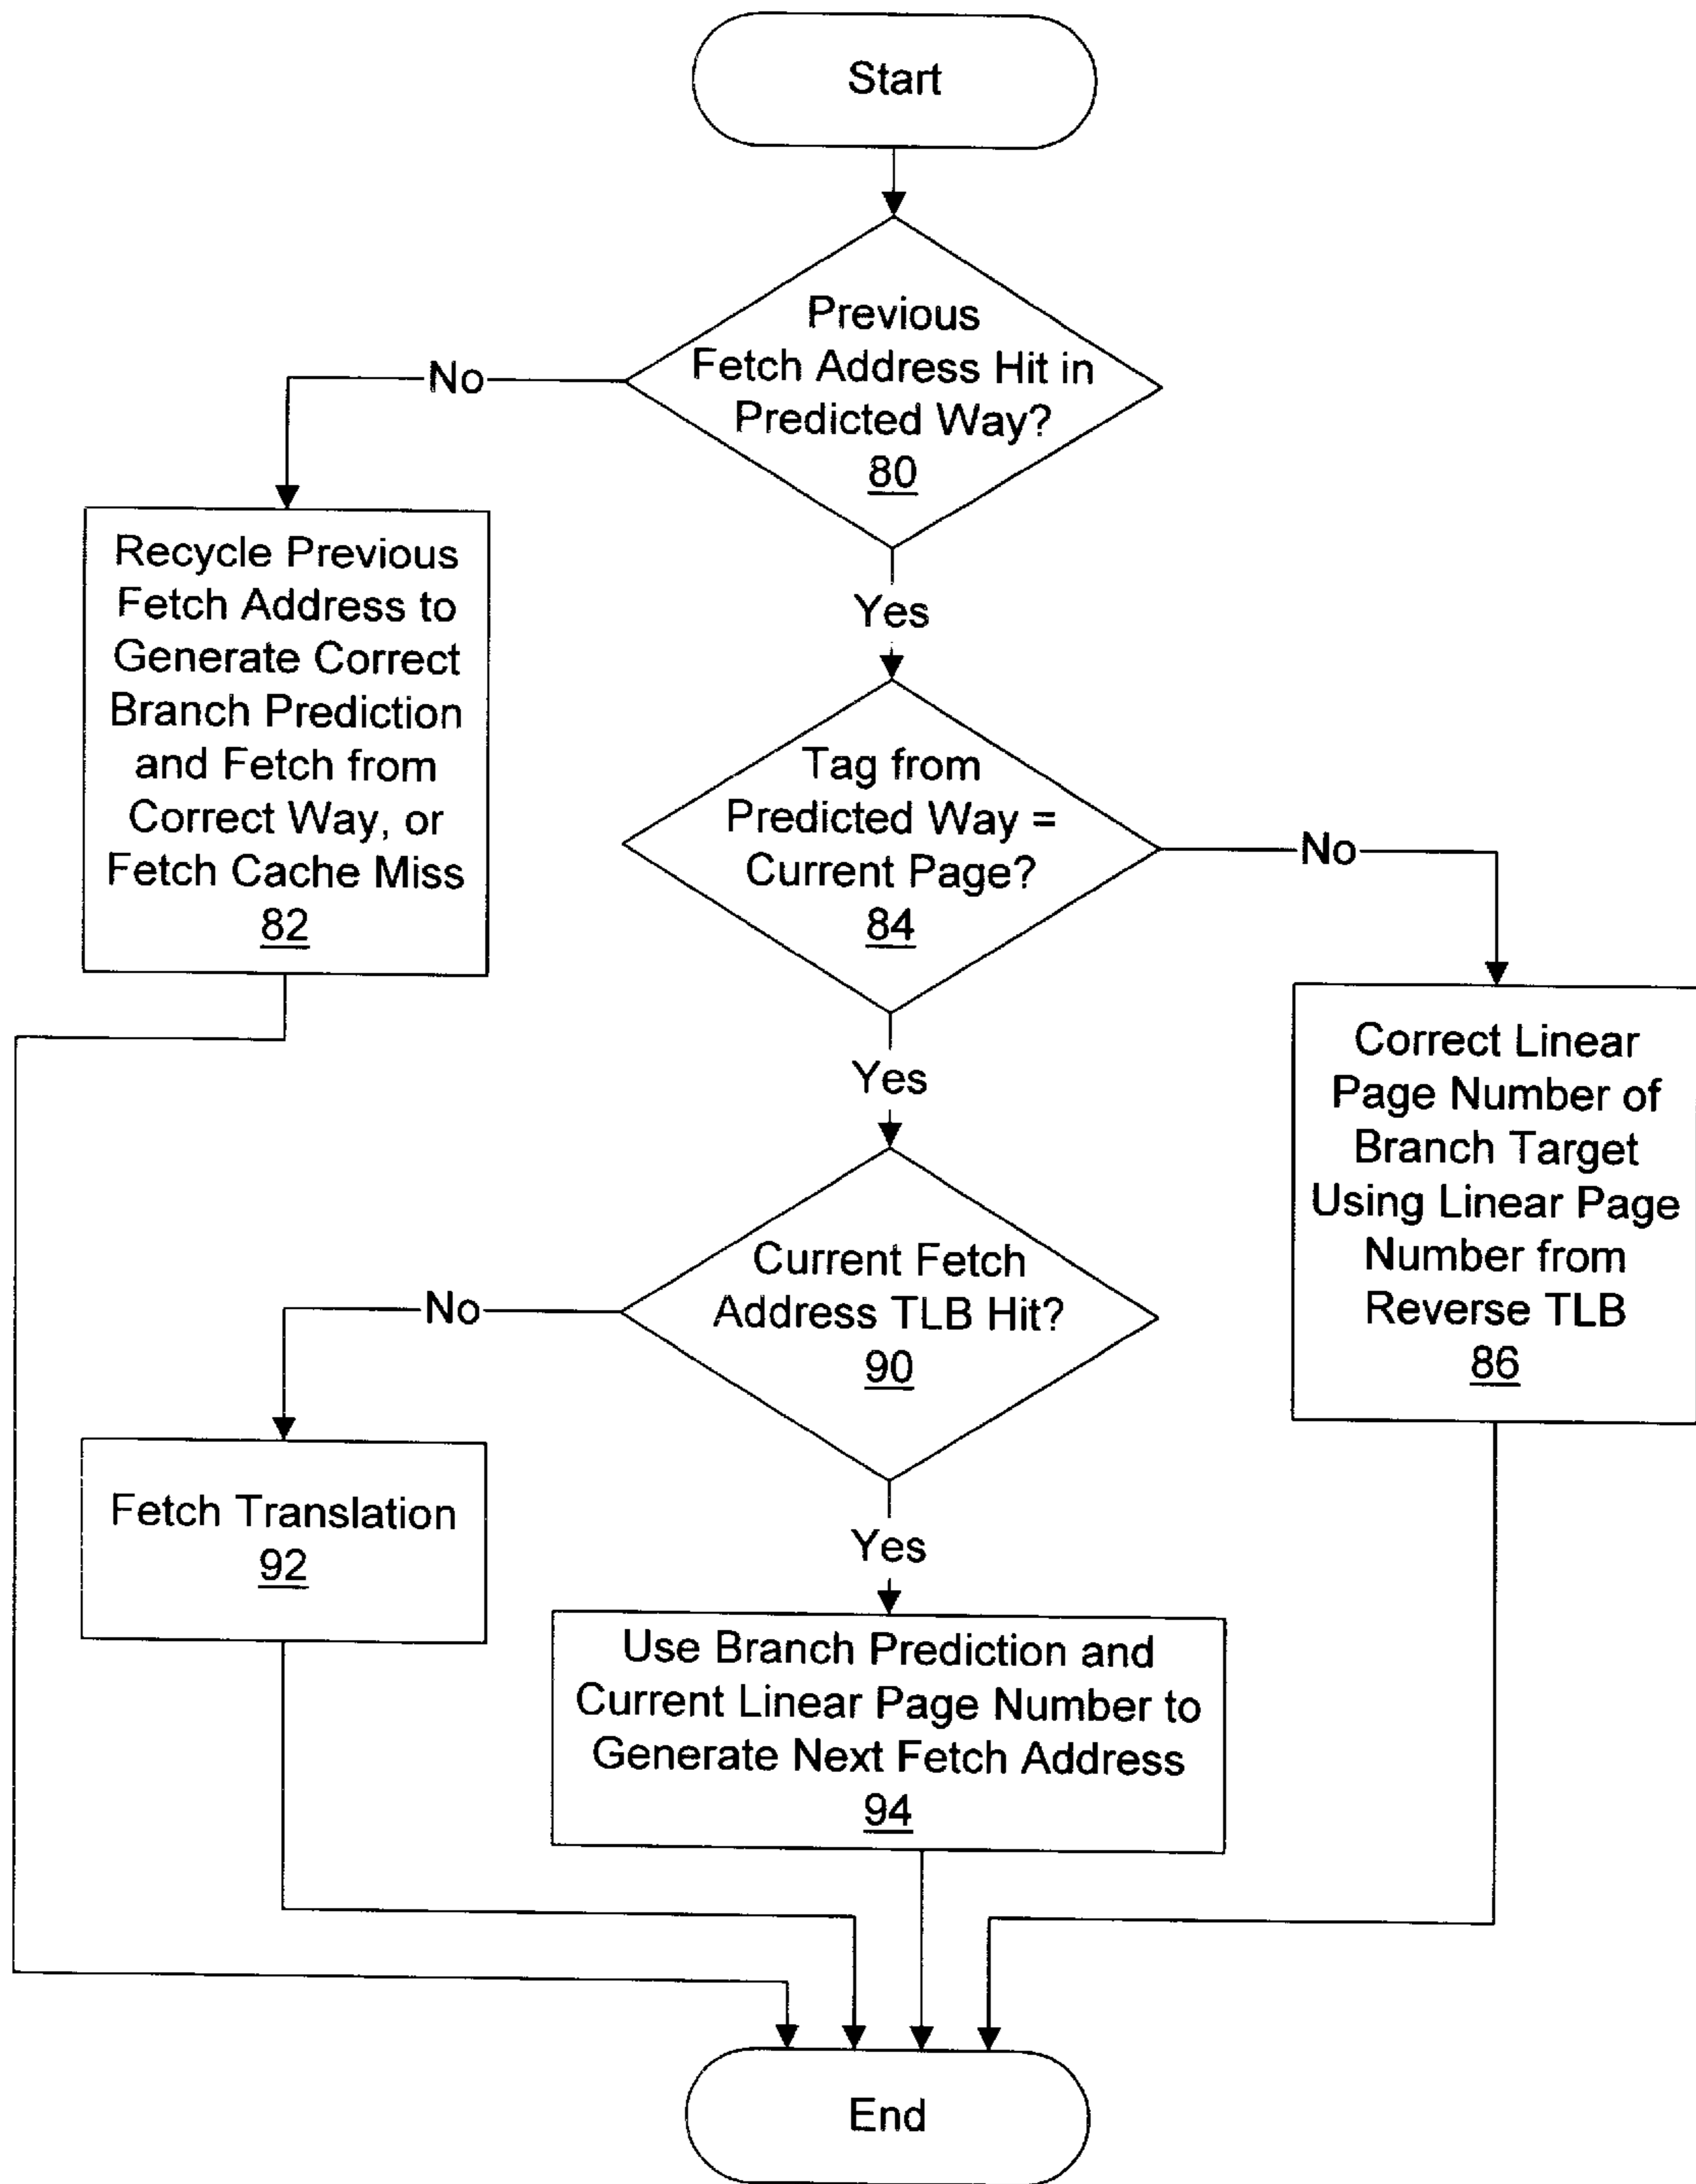 Start
Previous
Fetch Address Hit in
Predicted Way?
80
No
Yes
Recycle Previous
Fetch Address to
Generate Correct
Branch Prediction
and Fetch from
Correct Way, or
Fetch Cache Miss
82
Tag from
Predicted Way =
Current Page?
84
No
Yes
Correct Linear
Page Number of
Branch Target
Using Linear Page
Number from
Reverse TLB
86
Current Fetch
Address TLB Hit?
90
No
Yes
Fetch Translation
92
Use Branch Prediction and
Current Linear Page Number to
Generate Next Fetch Address
94
End